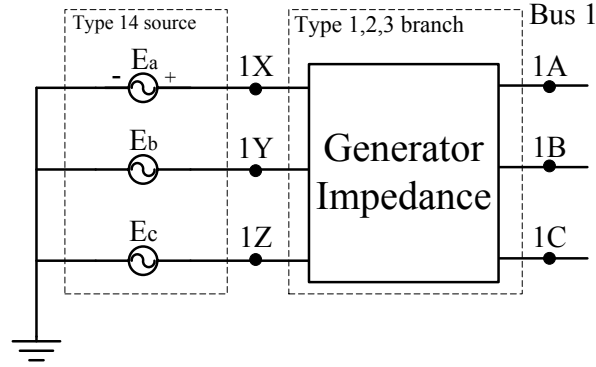 Type 14 source
Type 1,2,3 branch
Bus 1
Ea
- +
1X
1A
Eb
1Y
Generator
Impedance
1B
Ec
1Z
1C